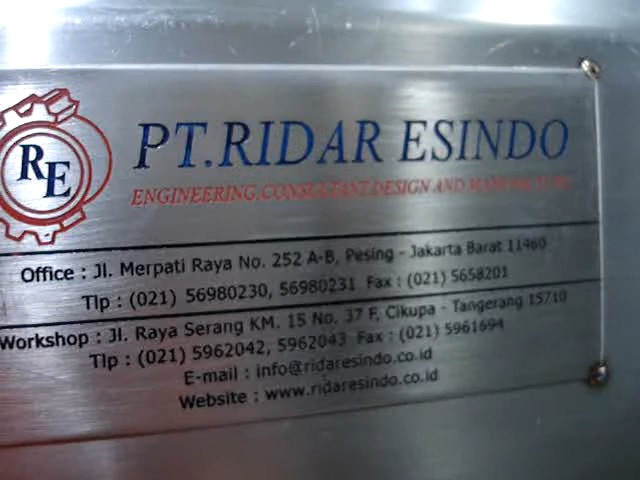 RE
PT.RIDAR ESINDO
ENGINEERING, CONSULTANT, DESIGN AND MANUFACTURE
Office : Jl. Merpati Raya No. 252 A-B, Pesing - Jakarta Barat 11460
Tlp : (021) 56980230, 56980231 Fax : (021) 5658201
Workshop : Jl. Raya Serang KM. 15 No. 37 F, Cikupa - Tangerang 15710
Tlp : (021) 5962042, 5962043 Fax : (021) 5961694
E-mail : info@ridaresindo.co.id
Website : www.ridaresindo.co.id